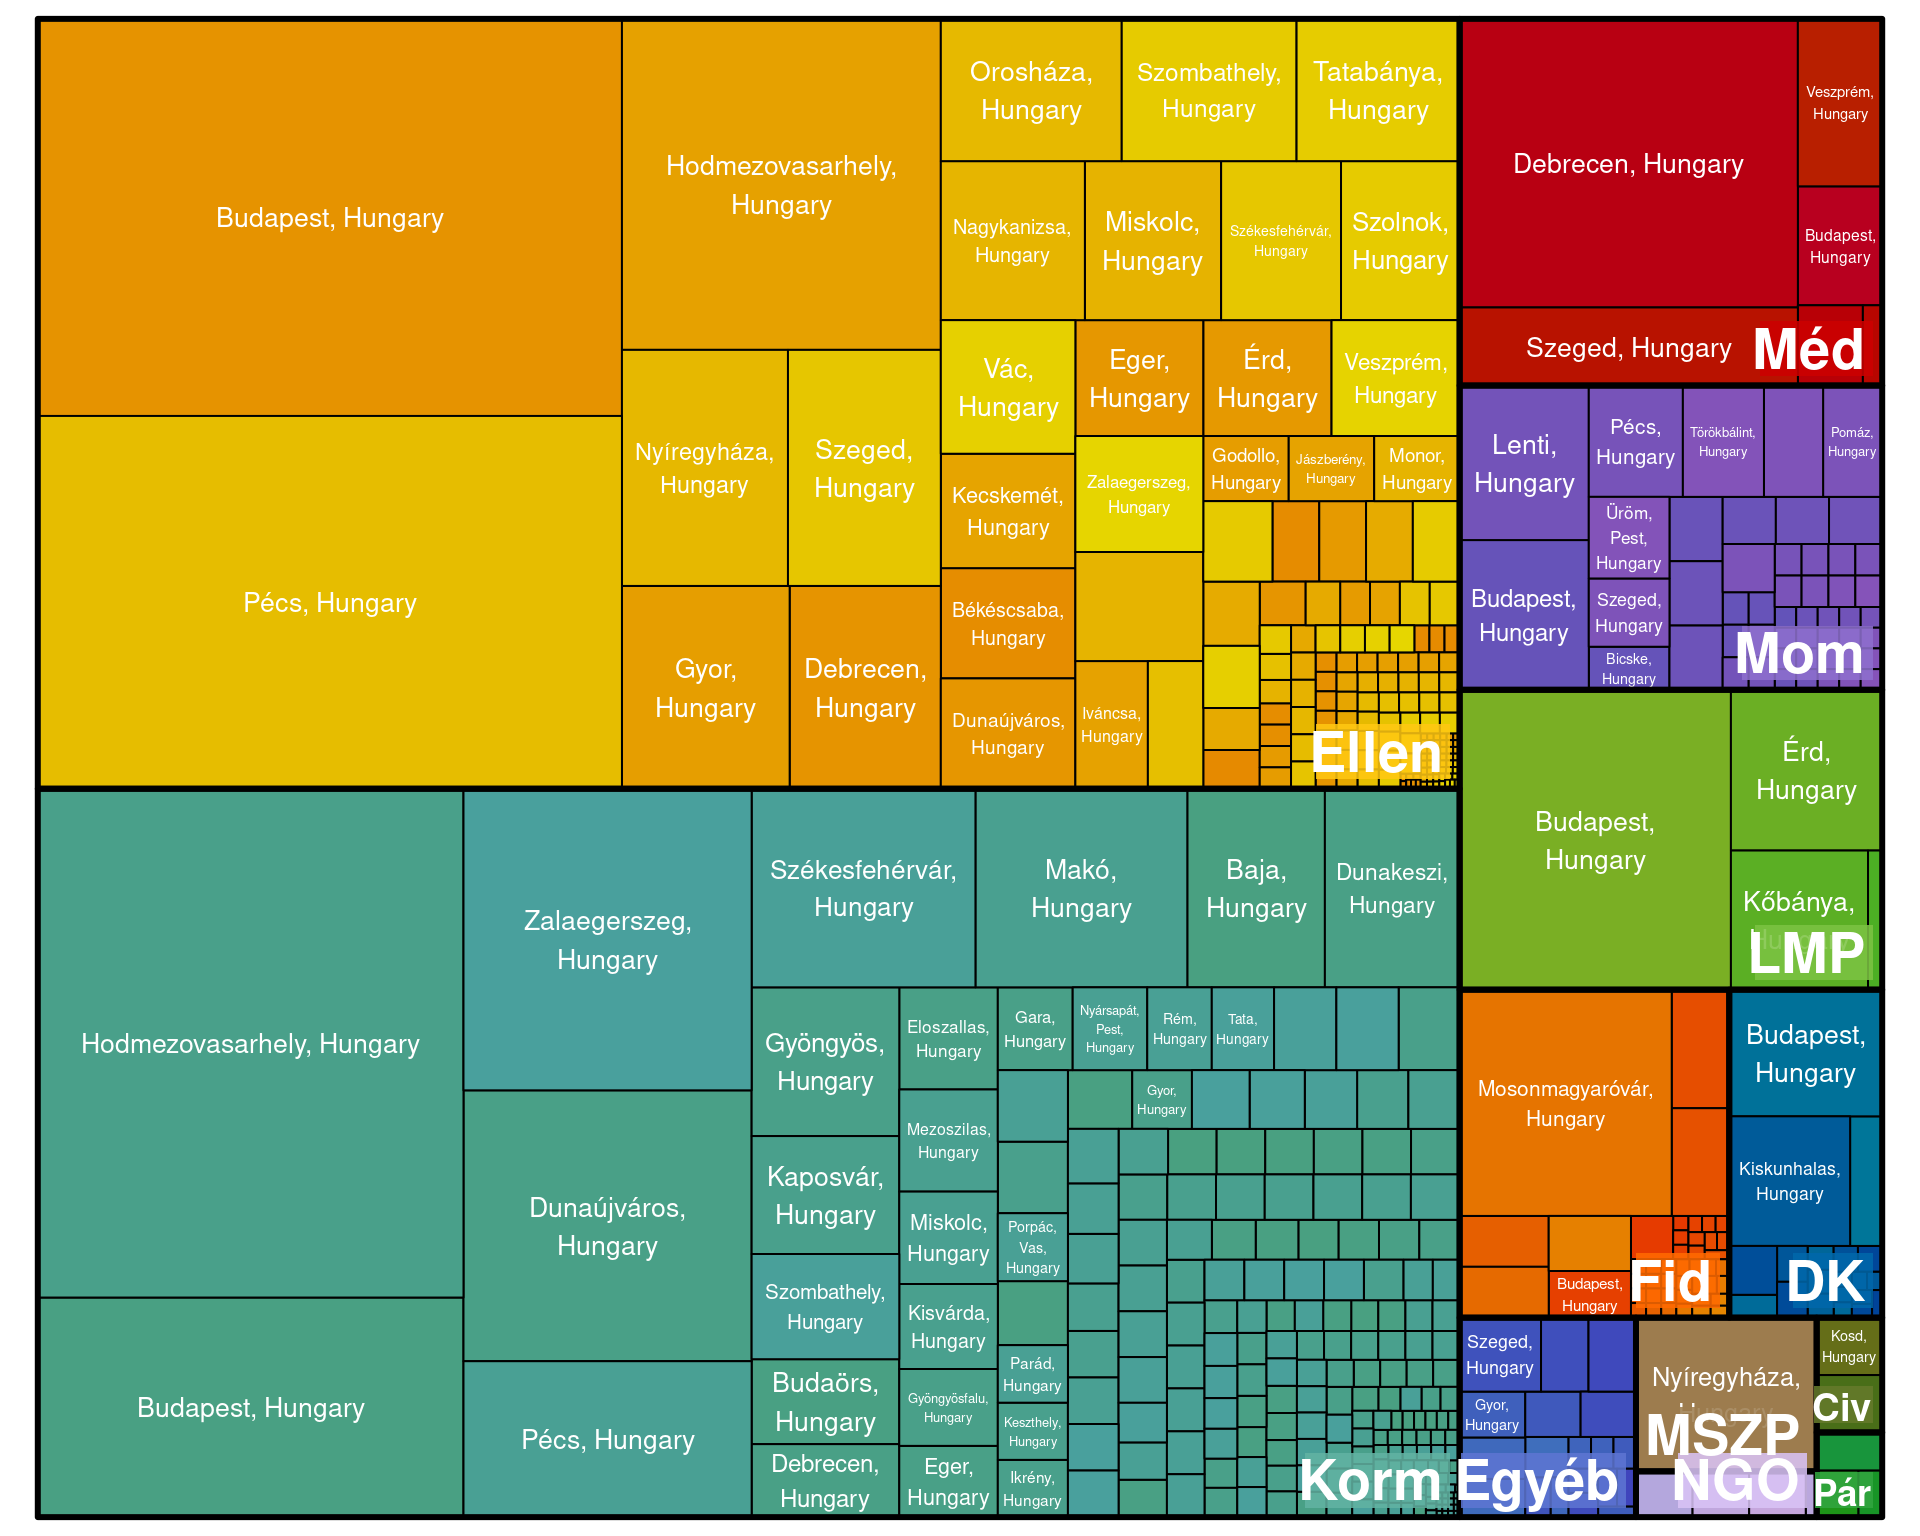 Budapest, Hungary
Pécs, Hungary
Hodmezovasarhely,
Hungary
Nyíregyháza,
Hungary
Szeged,
Hungary
Gyor,
Hungary
Debrecen,
Hungary
Orosháza,
Hungary
Szombathely,
Hungary
Tatabánya,
Hungary
Nagykanizsa,
Hungary
Miskolc,
Hungary
Székesfehérvár,
Hungary
Szolnok,
Hungary
Vác,
Hungary
Eger,
Hungary
Érd,
Hungary
Veszprém,
Hungary
Kecskemét,
Hungary
Zalaegerszeg,
Hungary
Godollo,
Hungary
Jászberény,
Hungary
Monor,
Hungary
Békéscsaba,
Hungary
Dunaújváros,
Hungary
Iváncsa,
Hungary
Ellen
Debrecen, Hungary
Veszprém,
Hungary
Budapest,
Hungary
Szeged, Hungary
Méd
Lenti,
Hungary
Pécs,
Hungary
Törökbálint,
Hungary
Pomáz,
Hungary
Üröm,
Pest,
Hungary
Budapest,
Hungary
Szeged,
Hungary
Bicske,
Hungary
Mom
Budapest,
Hungary
Érd,
Hungary
Kőbánya,
Hungary
LMP
Hodmezovasarhely, Hungary
Budapest, Hungary
Zalaegerszeg,
Hungary
Dunaújváros,
Hungary
Pécs, Hungary
Székesfehérvár,
Hungary
Makó,
Hungary
Baja,
Hungary
Dunakeszi,
Hungary
Gyöngyös,
Hungary
Kaposvár,
Hungary
Szombathely,
Hungary
Budaörs,
Hungary
Debrecen,
Hungary
Eloszallas,
Hungary
Mezoszilas,
Hungary
Miskolc,
Hungary
Kisvárda,
Hungary
Gyöngyösfalu,
Hungary
Eger,
Hungary
Gara,
Hungary
Nyársapát,
Pest,
Hungary
Rém,
Hungary
Tata,
Hungary
Gyor,
Hungary
Porpác,
Vas,
Hungary
Parád,
Hungary
Keszthely,
Hungary
Ikrény,
Hungary
Korm
Mosonmagyaróvár,
Hungary
Budapest,
Hungary
Fid
Budapest,
Hungary
Kiskunhalas,
Hungary
DK
Szeged,
Hungary
Gyor,
Hungary
Egyéb
Nyíregyháza,
Hungary
MSZP
NGO
Kosd,
Hungary
Civ
Pár